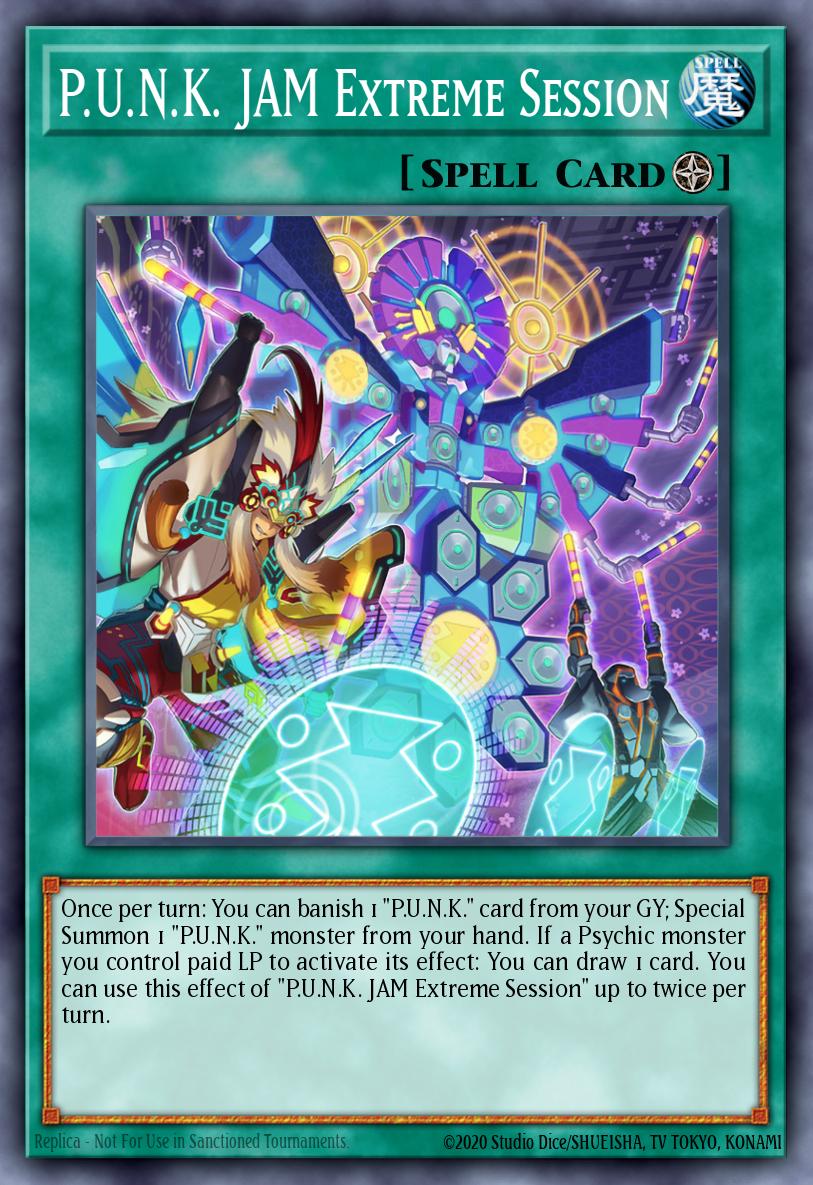 P.U.N.K. JAM Extreme Session
SPELL
魔
[Spell Card]
Once per turn: You can banish 1 "P.U.N.K." card from your GY; Special
Summon 1 "P.U.N.K." monster from your hand. If a Psychic monster
you control paid LP to activate its effect: You can draw 1 card. You
can use this effect of "P.U.N.K. JAM Extreme Session" up to twice per
turn.
Replica - Not For Use in Sanctioned Tournaments.
©2020 Studio Dice/SHUEISHA, TV TOKYO, KONAMI